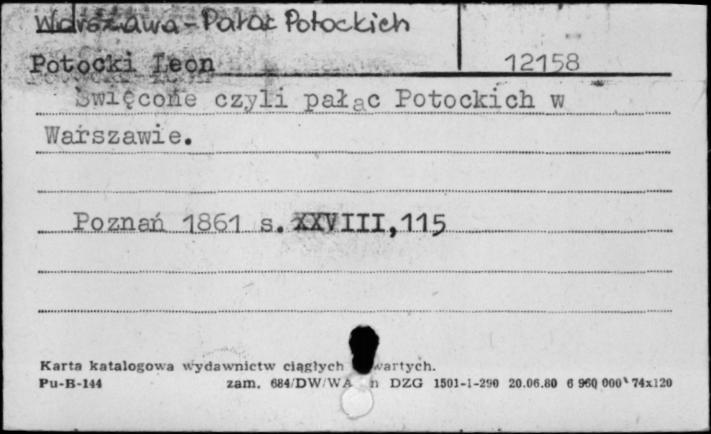 Warszawa - Pałac Potockich
Potocki Leon 12158
Święcone czyli pałac Potockich w
Warszawie.
Poznań 1861 s. XXVIII,115
Karta katalogowa wydawnictw ciągłych
Pu-B-144 zam. 684/DW/WA n DZG 1501-1-290 20.06.80 6 960 000 74x120